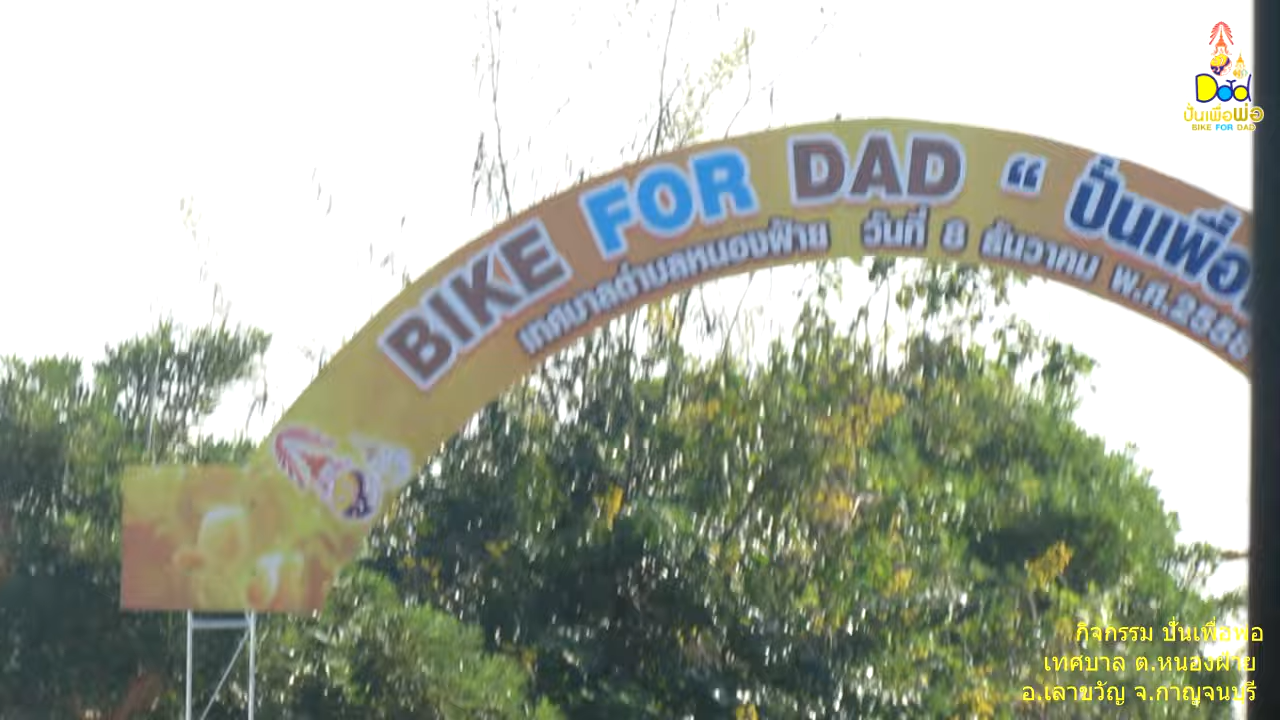 Dad
ปั่นเพื่อพ่อ
BIKE FOR DAD
BIKE FOR DAD “ ปั่นเพื่อ
เทศบาลตำบลหนองฝ้าย วันที่ 8 ธันวาคม พ.ศ.2558
กิจกรรม ปั่นเพื่อพ่อ
เทศบาล ต.หนองฝ้าย
อ.เลาขวัญ จ.กาญจนบุรี